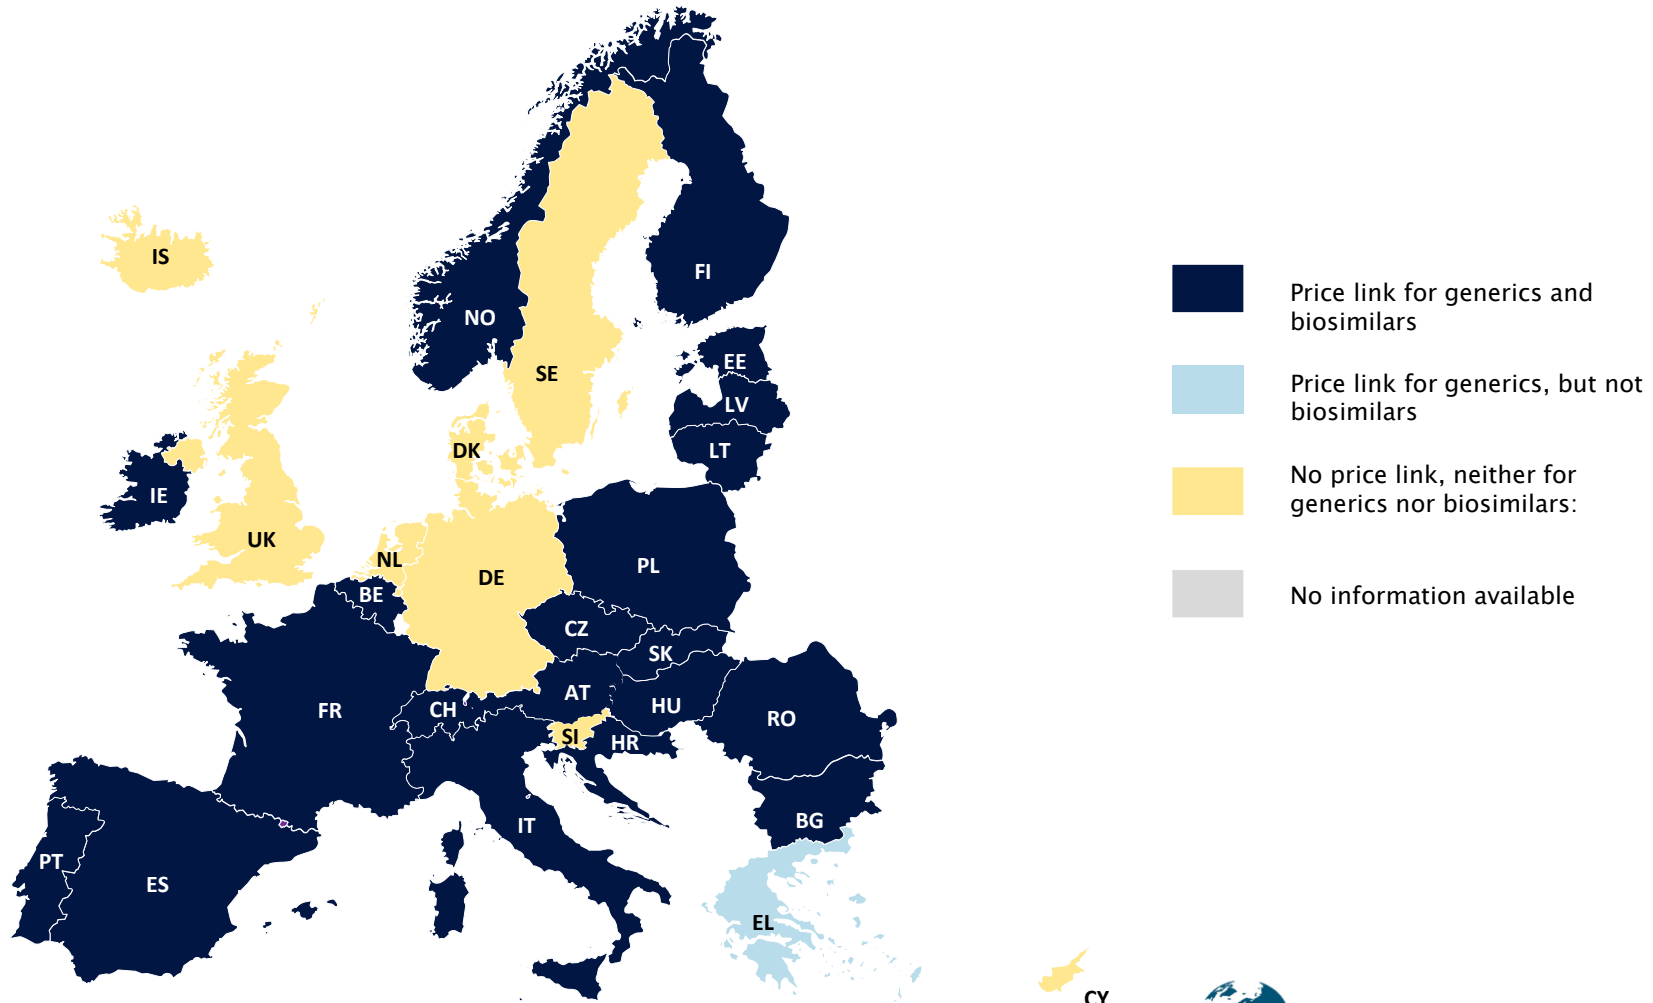 IS
FI
NO
EE
SE
LV
DK
LT
IE
UK
NL
DE
PL
BE
CZ
SK
AT
HU
FR
CH
RO
SI
HR
BG
IT
PT
ES
EL
CY
Price link for generics and
biosimilars
Price link for generics, but not
biosimilars
No price link, neither for
generics nor biosimilars:
No information available